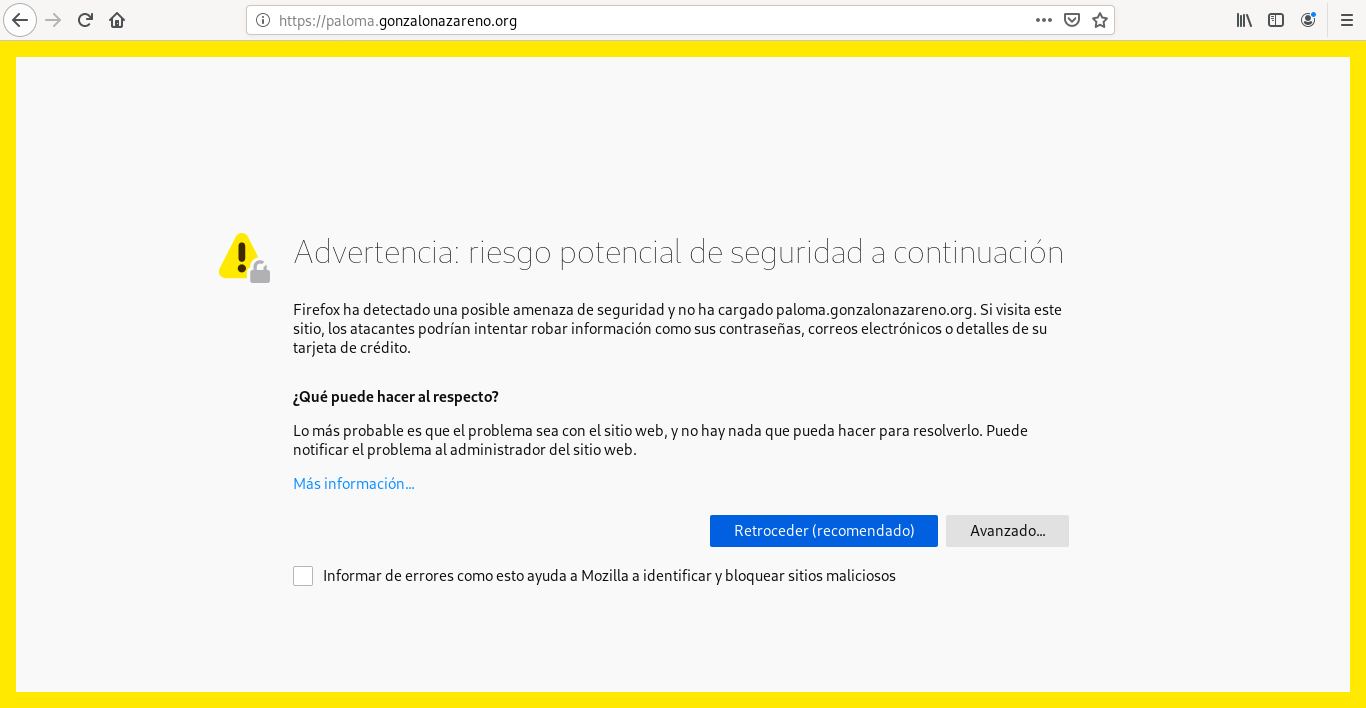 https://paloma.gonzalonazareno.org
Advertencia: riesgo potencial de seguridad a continuación
Firefox ha detectado una posible amenaza de seguridad y no ha cargado paloma.gonzalonazareno.org. Si visita este
sitio, los atacantes podrían intentar robar información como sus contraseñas, correos electrónicos o detalles de su
tarjeta de crédito.
¿Qué puede hacer al respecto?
Lo más probable es que el problema sea con el sitio web, y no hay nada que pueda hacer para resolverlo. Puede
notificar el problema al administrador del sitio web.
Más información...
Retroceder (recomendado)
Avanzado...
Informar de errores como esto ayuda a Mozilla a identificar y bloquear sitios maliciosos